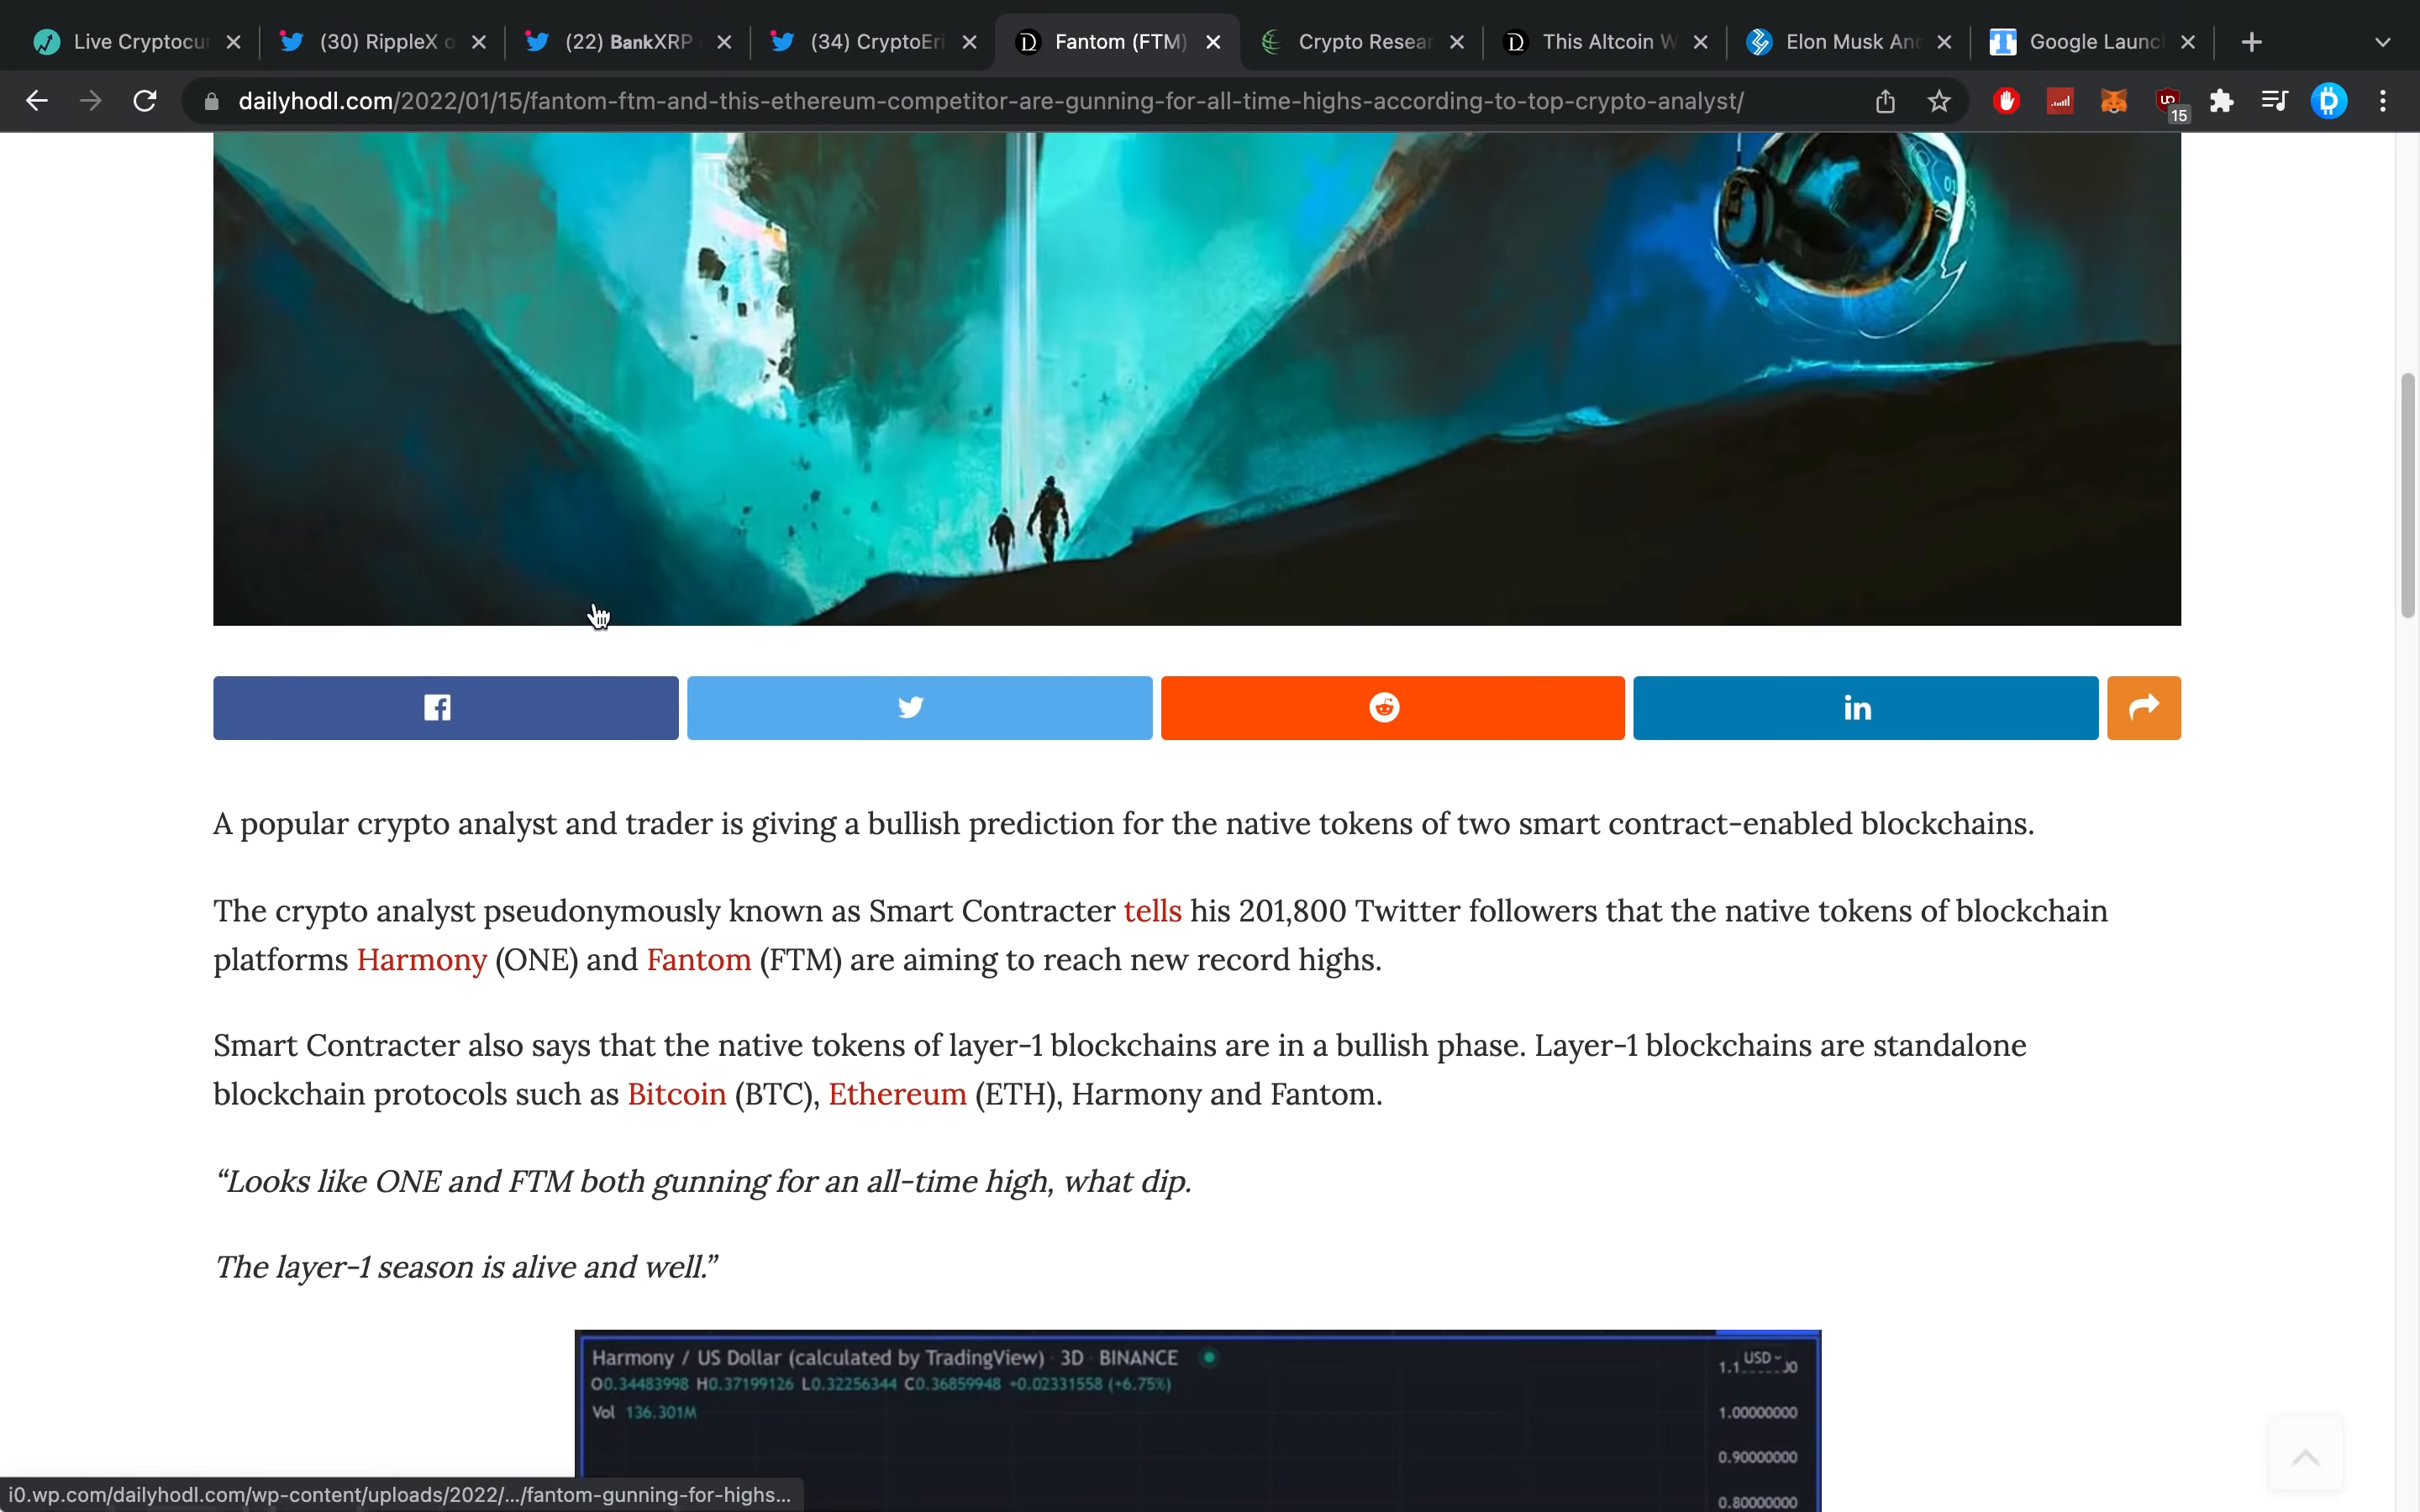 Live Cryptocur
(30) RippleX o
(22) BankXRP
(34) CryptoEri
Fantom (FTM)
Crypto Resear
This Altcoin W
Elon Musk And
Google Launc
dailyhodl.com/2022/01/15/fantom-ftm-and-this-ethereum-competitor-are-gunning-for-all-time-highs-according-to-top-crypto-analyst/
15
01
A popular crypto analyst and trader is giving a bullish prediction for the native tokens of two smart contract-enabled blockchains.
The crypto analyst pseudonymously known as Smart Contracter tells his 201,800 Twitter followers that the native tokens of blockchain
platforms Harmony (ONE) and Fantom (FTM) are aiming to reach new record highs.
Smart Contracter also says that the native tokens of layer-1 blockchains are in a bullish phase. Layer-1 blockchains are standalone
blockchain protocols such as Bitcoin (BTC), Ethereum (ETH), Harmony and Fantom.
“Looks like ONE and FTM both gunning for an all-time high, what dip.
The layer-1 season is alive and well.”
Harmony / US Dollar (calculated by TradingView) 3D BINANCE
USD
O0.34483998 H0.37199126 L0.32256344 C0.36859948 +0.02331558 (+6.75%)
Vol 136.301M
1.00000000
0.90000000
0.80000000
i0.wp.com/dailyhodl.com/wp-content/uploads/2022/.../fantom-gunning-for-highs...